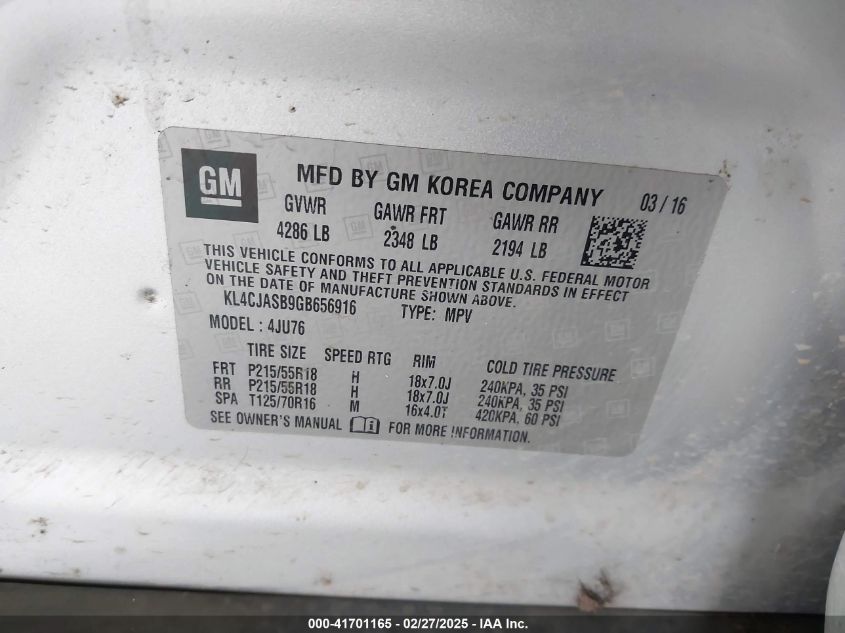 GM MFD BY GM KOREA COMPANY 03 / 16
GVWR GAWR FRT GAWR RR
4286 LB 2348 LB 2194 LB
THIS VEHICLE CONFORMS TO ALL APPLICABLE U.S. FEDERAL MOTOR
VEHICLE SAFETY AND THEFT PREVENTION STANDARDS IN EFFECT
ON THE DATE OF MANUFACTURE SHOWN ABOVE.
KL4CJASB9GB656916 TYPE: MPV
MODEL : 4JU76
TIRE SIZE SPEED RTG RIM COLD TIRE PRESSURE
FRT P215/55R18 H 18x7.0J 240KPA, 35 PSI
RR P215/55R18 H 18x7.0J 240KPA, 35 PSI
SPA T125/70R16 M 16x4.0T 420KPA, 60 PSI
SEE OWNER'S MANUAL FOR MORE INFORMATION.
000-41701165 - 02/27/2025 - IAA Inc.